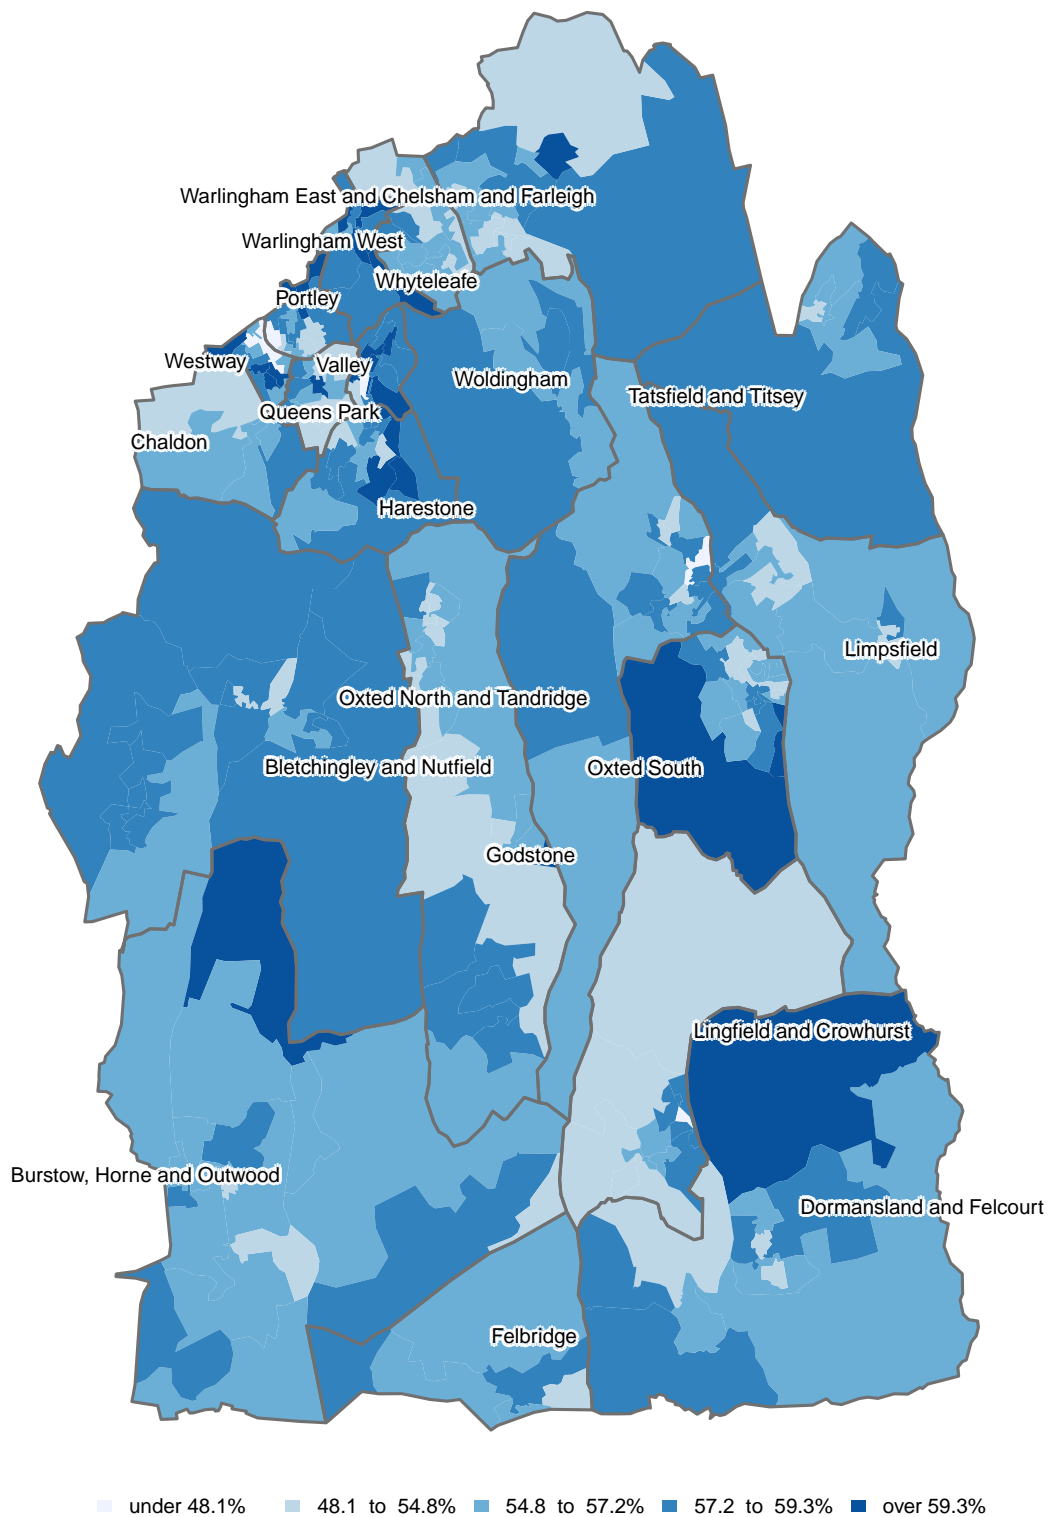 Warlingham East and Chelsham and Farleigh
Warlingham West
Whyteleafe
Portley
Westway
Valley
Woldingham
Tatsfield and Titsey
Queens Park
Chaldon
Harestone
Limpsfield
Oxted North and Tandridge
Bletchingley and Nutfield
Oxted South
Godstone
Lingfield and Crowhurst
Burstow, Horne and Outwood
Dormansland and Felcourt
Felbridge
under 48.1% 48.1 to 54.8% 54.8 to 57.2% 57.2 to 59.3% over 59.3%